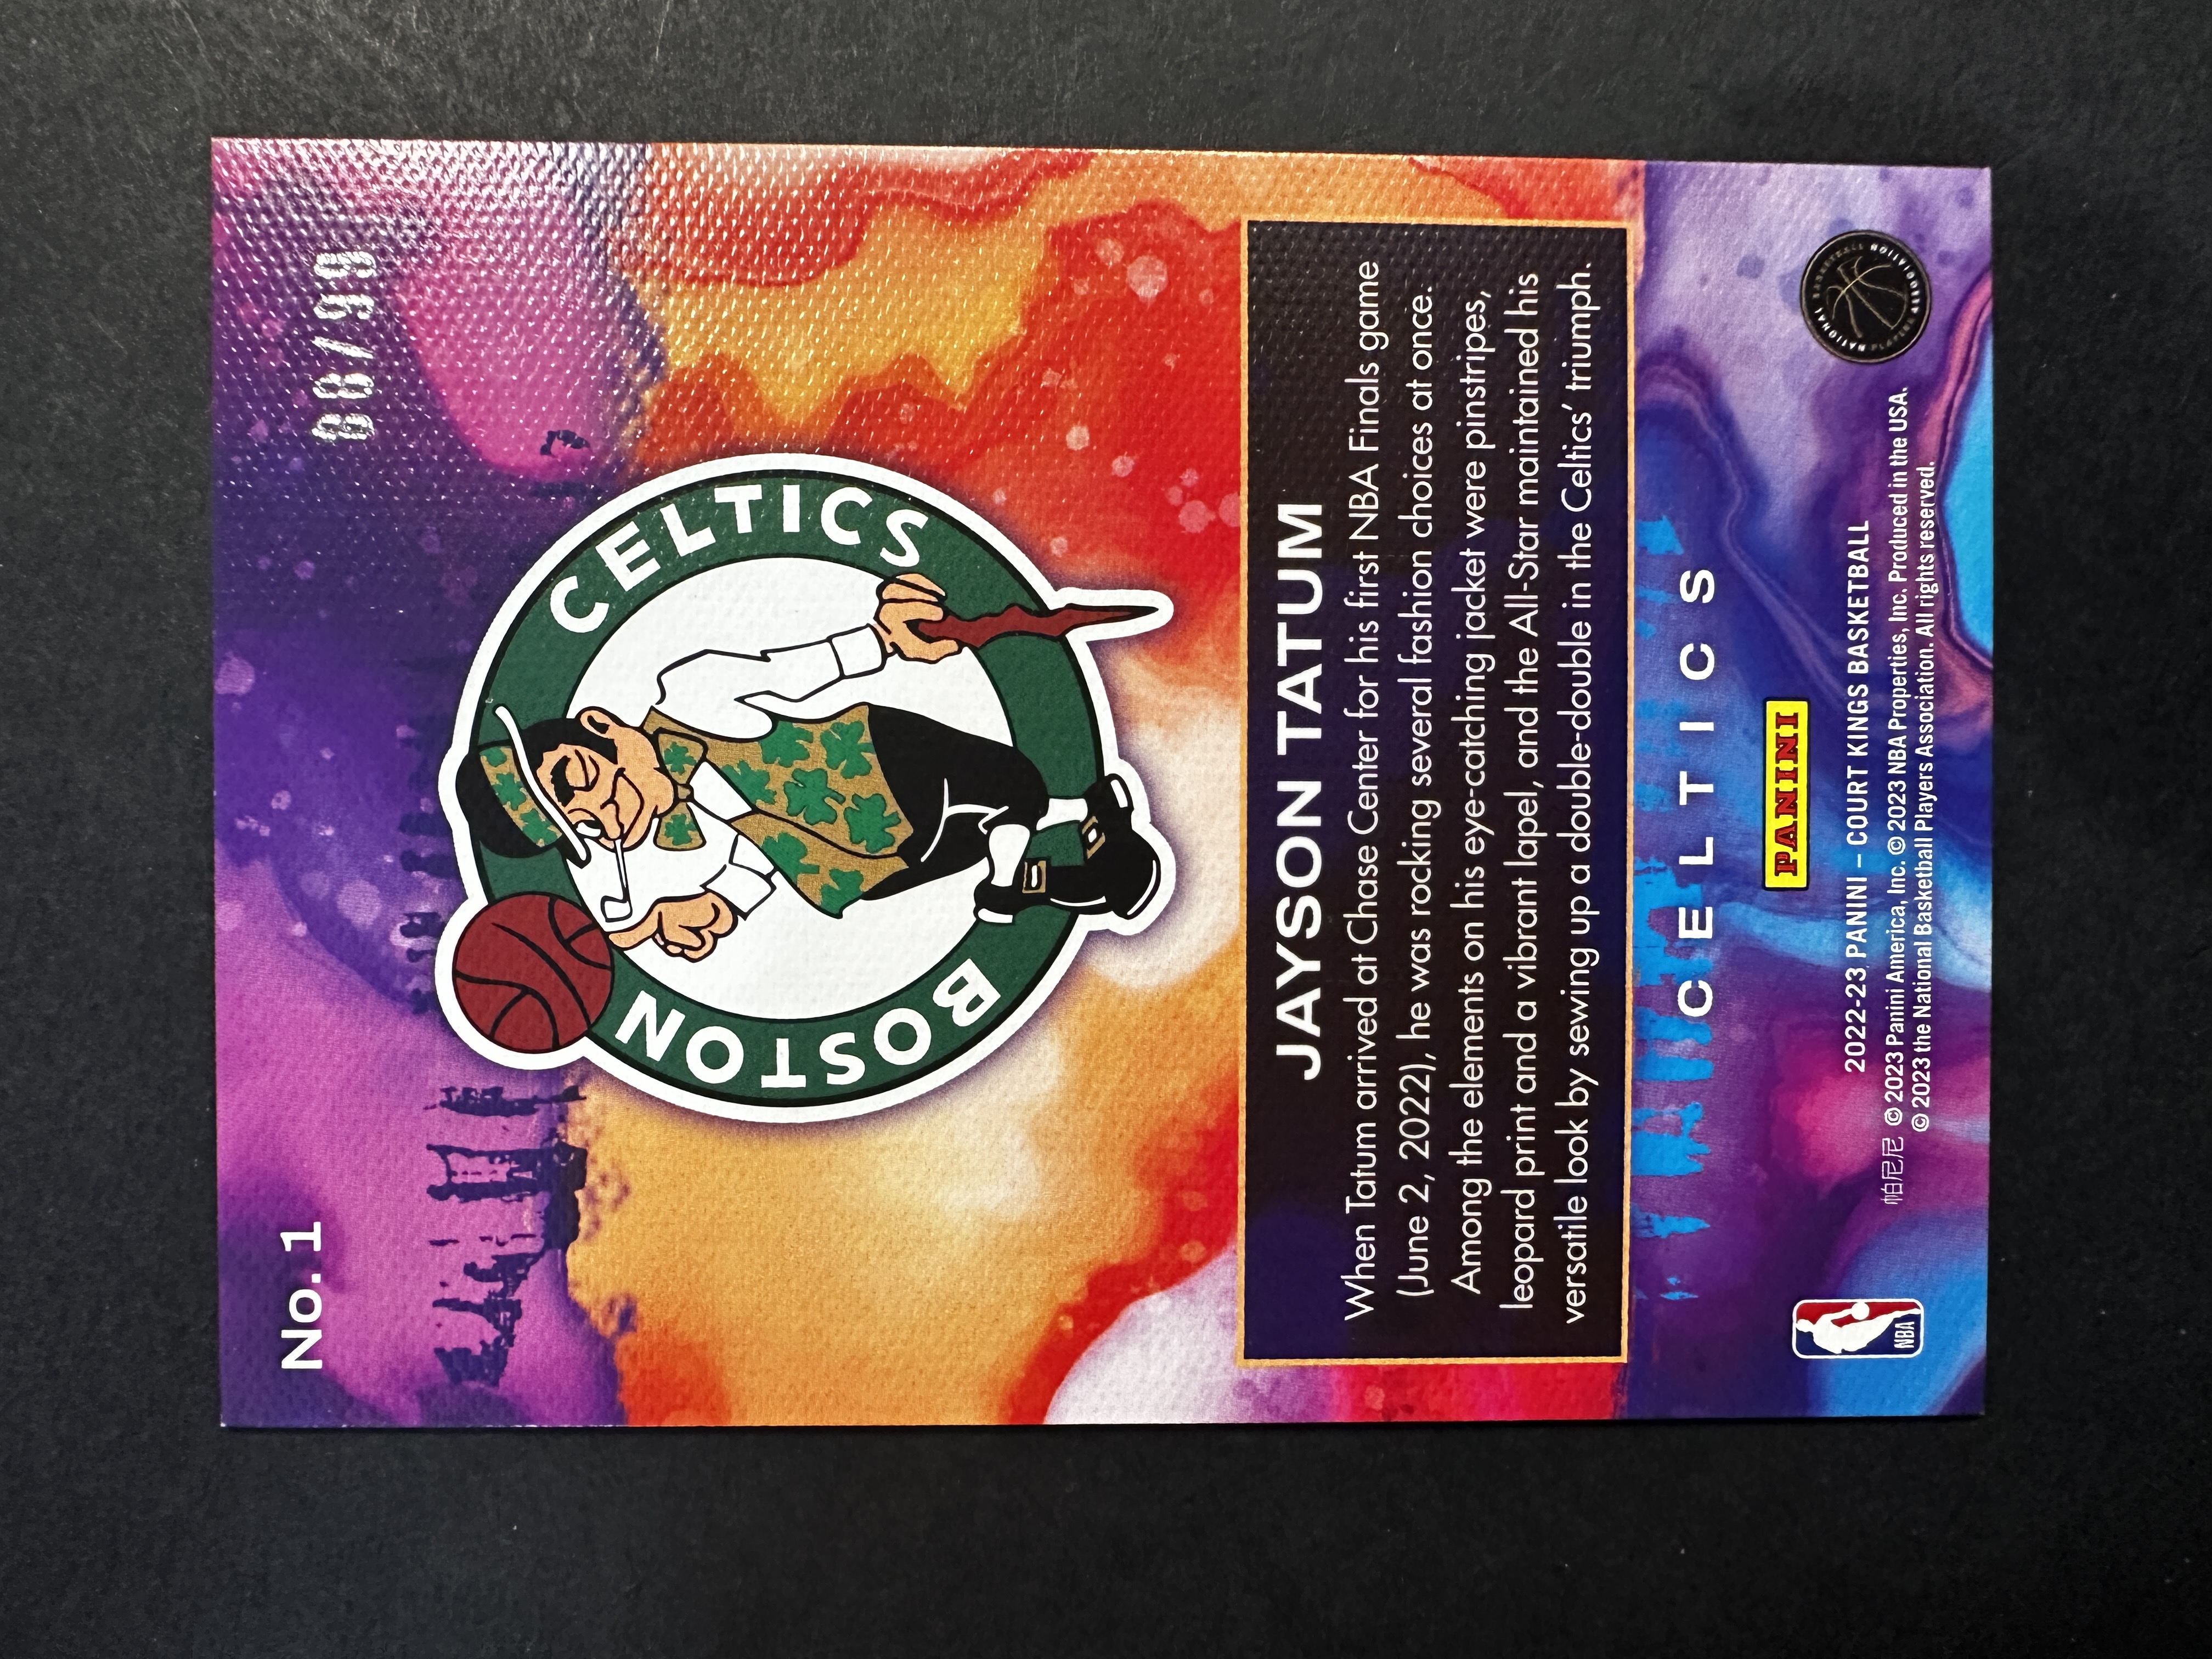 No. 1
88/99
BOSTON
CELTICS
JAYSON TATUM
When Tatum arrived at Chase Center for his first NBA Finals game
(June 2, 2022), he was rocking several fashion choices at once.
Among the elements on his eye-catching jacket were pinstripes,
leopard print and a vibrant lapel, and the All-Star maintained his
versatile look by sewing up a double-double in the Celtics’ triumph.
CELTICS
PANINI
2022-23 PANINI – COURT KINGS BASKETBALL
帕尼尼 © 2023 Panini America, Inc. © 2023 NBA Properties, Inc. Produced in the USA.
© 2023 the National Basketball Players Association. All rights reserved.
NBA
NATIONAL BASKETBALL
PLAYERS ASSOCIATION